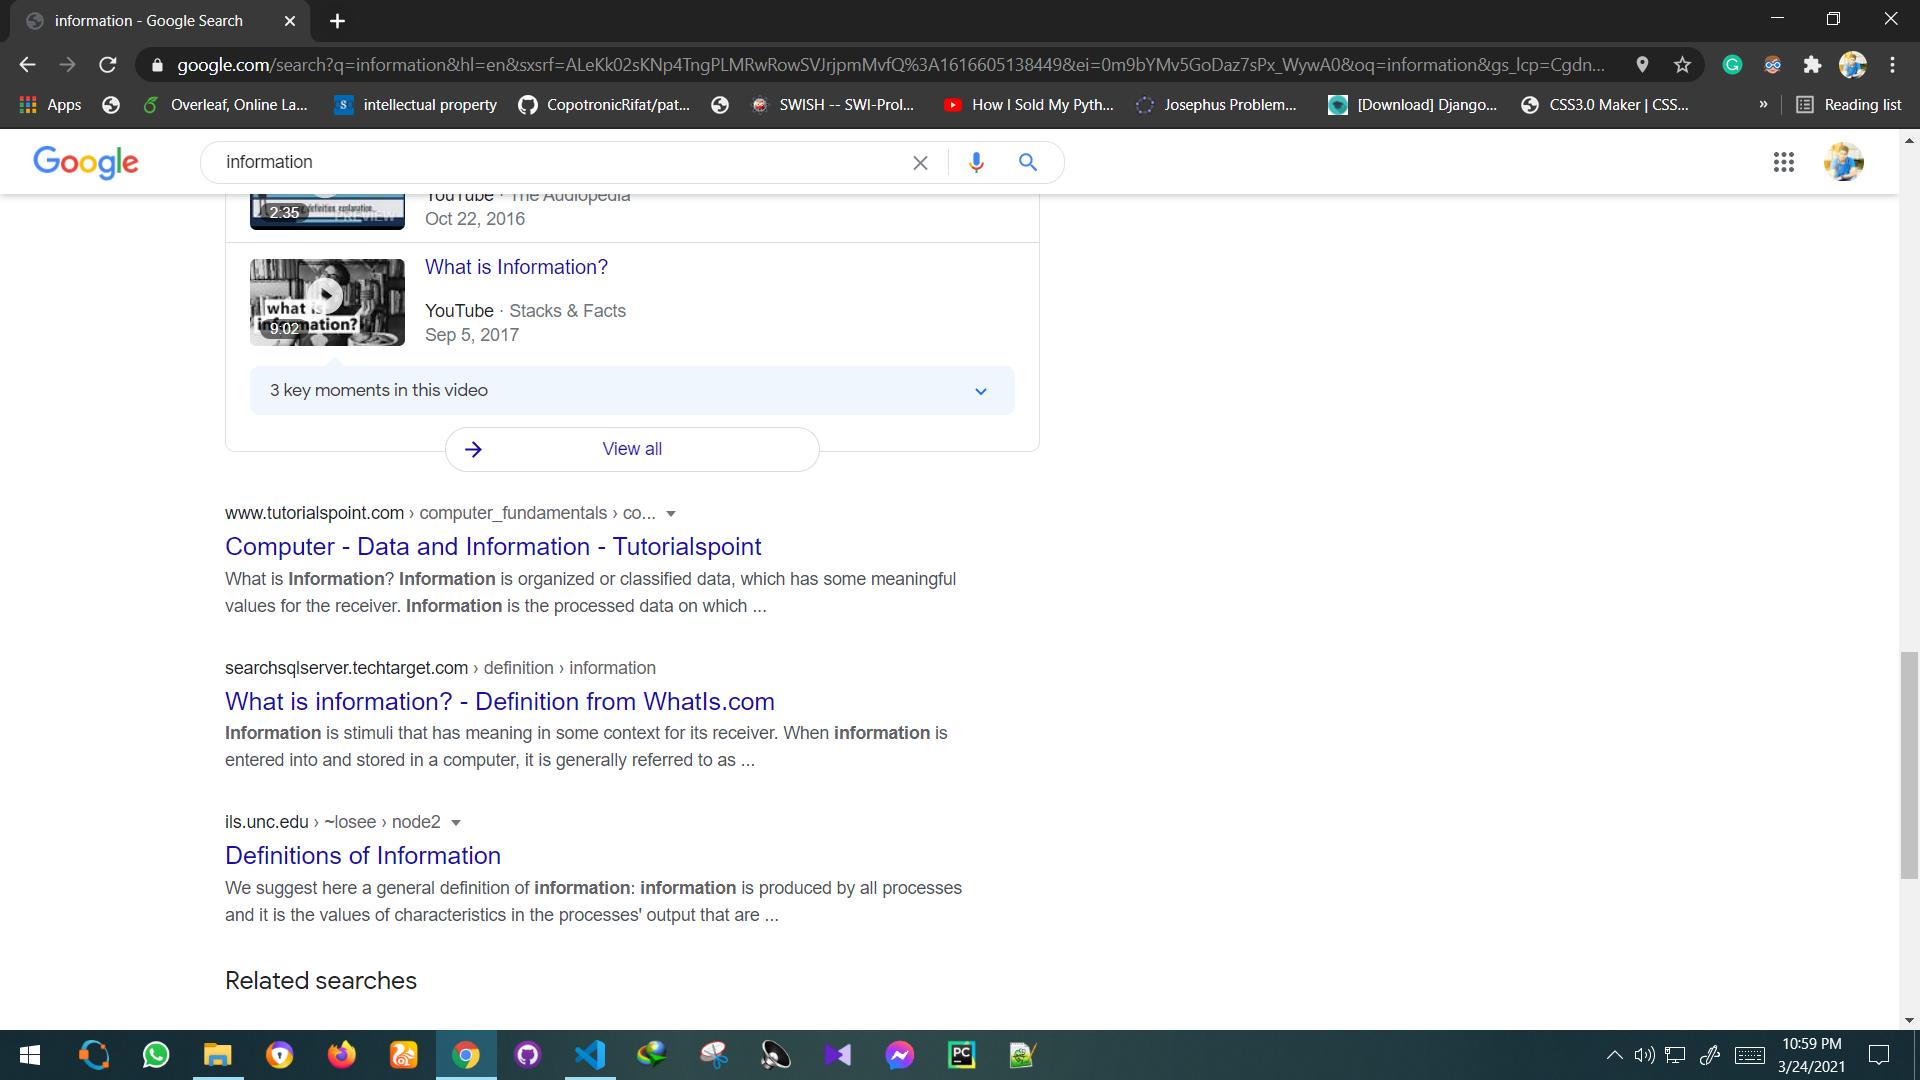 information - Google Search
google.com/search?q=information&hl=en&sxsrf=ALeKk02sKNp4TngPLMRwRowSVJrjpmMvfQ%3A1616605138449&ei=0m9bYMv5GoDaz7sPx_WywA0&oq=information&gs_lcp=Cgdn...
Apps Overleaf, Online La... intellectual property CopotronicRifat/pat... SWISH -- SWI-Prol... How I Sold My Pyth... Josephus Problem... [Download] Django... CSS3.0 Maker | CSS... » Reading list
Google information
YouTube · The Audiopedia
2:35 PREVIEW
Oct 22, 2016
What is Information?
what is
information?
9:02
YouTube · Stacks & Facts
Sep 5, 2017
3 key moments in this video
View all
www.tutorialspoint.com › computer_fundamentals › co...
Computer - Data and Information - Tutorialspoint
What is Information? Information is organized or classified data, which has some meaningful
values for the receiver. Information is the processed data on which ...
searchsqlserver.techtarget.com › definition › information
What is information? - Definition from WhatIs.com
Information is stimuli that has meaning in some context for its receiver. When information is
entered into and stored in a computer, it is generally referred to as ...
ils.unc.edu › ~losee › node2
Definitions of Information
We suggest here a general definition of information: information is produced by all processes
and it is the values of characteristics in the processes' output that are ...
Related searches
10:59 PM
3/24/2021